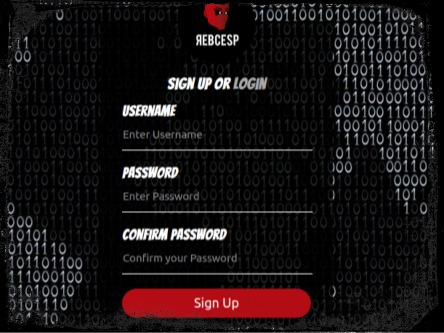 ЯEBCESP
SIGN UP OR LOGIN
USERNAME
Enter Username
PASSWORD
Enter Password
CONFIRM PASSWORD
Confirm your Password
Sign Up